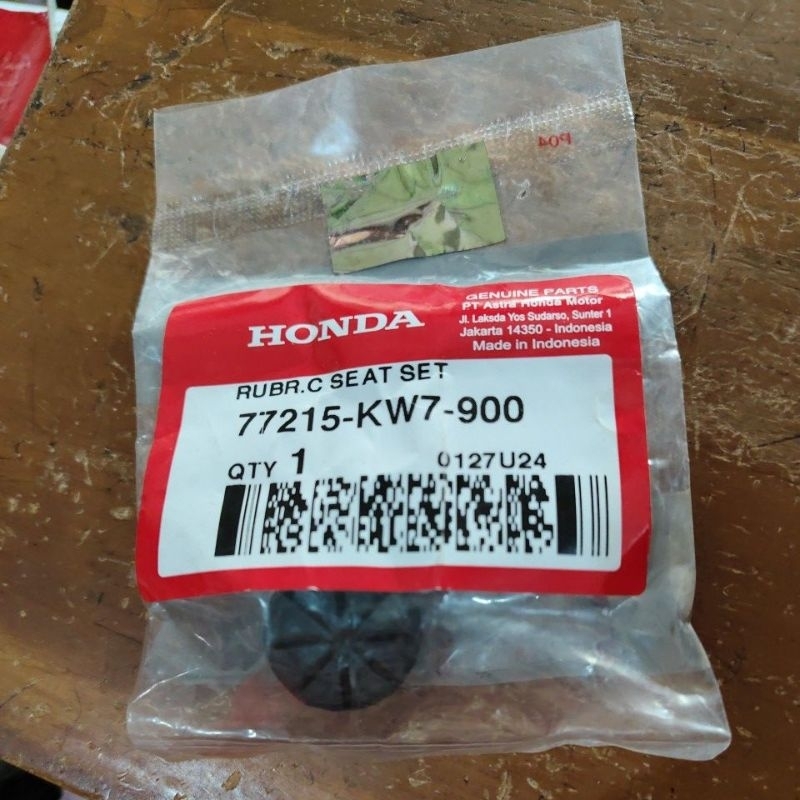 P04
HONDA
GENUINE PARTS
PT Astra Honda Motor
Jl. Laksda Yos Sudarso, Sunter 1
Jakarta 14350 - Indonesia
Made in Indonesia
RUBR.C SEAT SET
77215-KW7-900
QTY 1 0127U24